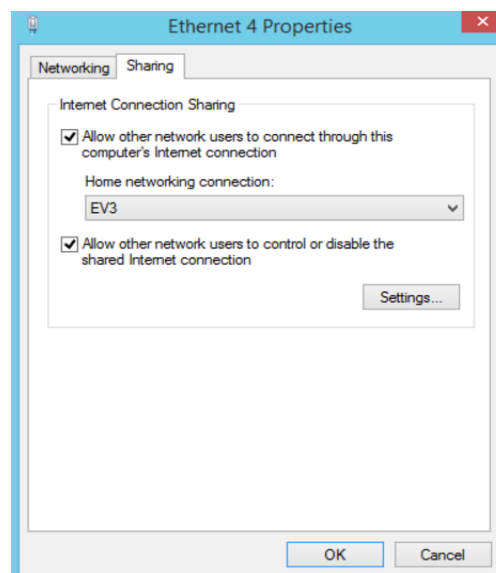 Ethernet 4 Properties
Networking
Sharing
Internet Connection Sharing
Allow other network users to connect through this
computer's Internet connection
Home networking connection:
EV3
Allow other network users to control or disable the
shared Internet connection
Settings...
OK
Cancel